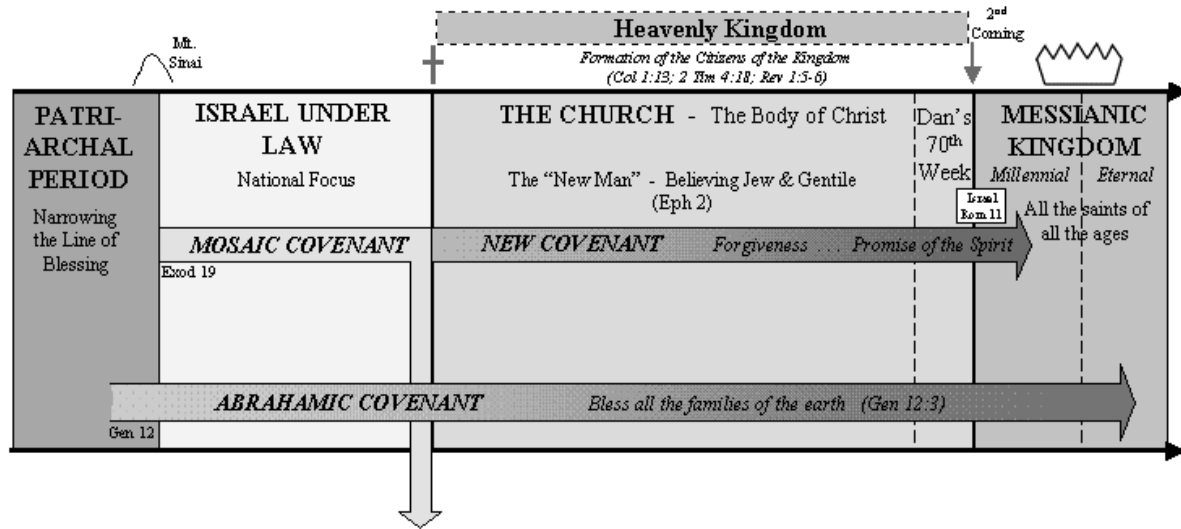 Heavenly Kingdom
Formation of the Citizens of the Kingdom
(Col 1:13; 2 Tim 4:18; Rev 1:5-6)
2nd
Coming
Mt.
Sinai
PATRI-
ARCHAL
PERIOD
Narrowing
the Line of
Blessing
ISRAEL UNDER
LAW
National Focus
THE CHURCH - The Body of Christ
The “New Man” - Believing Jew & Gentile
(Eph 2)
Dan’s
70th
Week
MESSIANIC
KINGDOM
Millennial Eternal
Israel
Rom 11
All the saints of
all the ages
MOSAIC COVENANT
NEW COVENANT Forgiveness . . . Promise of the Spirit
Exod 19
ABRAHAMIC COVENANT Bless all the families of the earth (Gen 12:3)
Gen 12